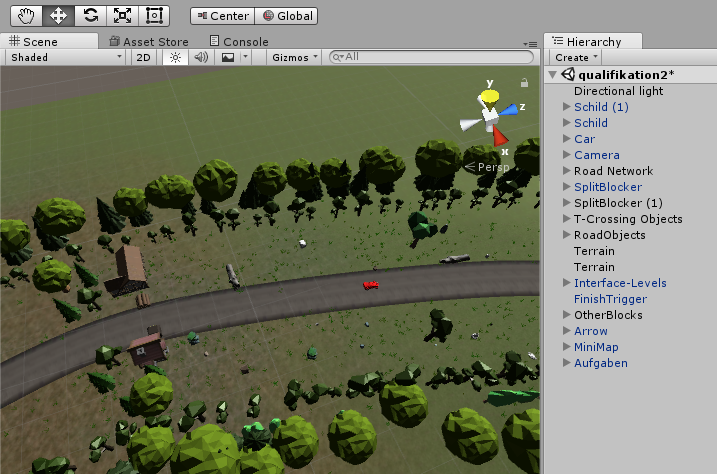 Center Global
Scene Asset Store Console
Shaded 2D Gizmos All
y
z
x
Persp
Hierarchy
Create
qualifikation2*
Directional light
Schild (1)
Schild
Car
Camera
Road Network
SplitBlocker
SplitBlocker (1)
T-Crossing Objects
RoadObjects
Terrain
Terrain
Interface-Levels
FinishTrigger
OtherBlocks
Arrow
MiniMap
Aufgaben